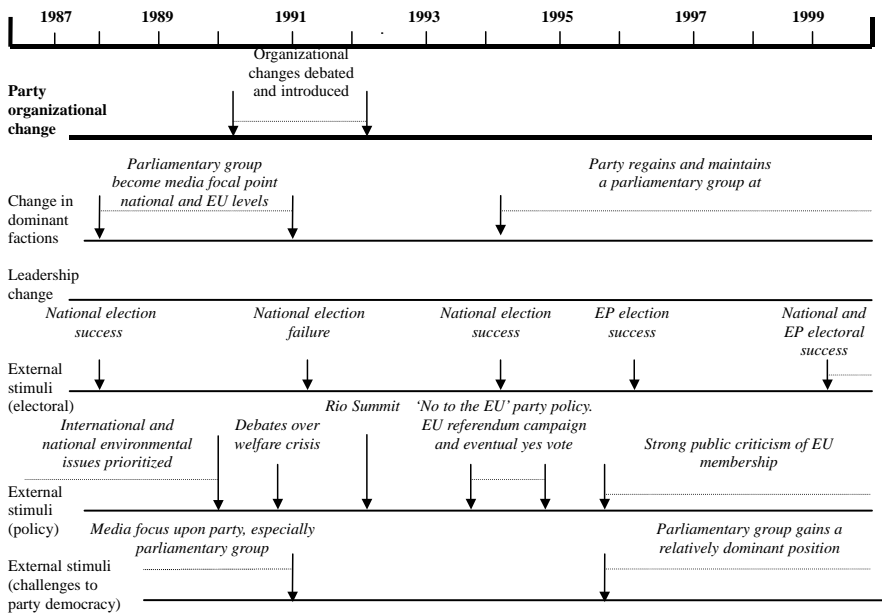 1987 1989 1991 1993 1995 1997 1999
Organizational
changes debated
and introduced
Party
organizational
change
Parliamentary group
become media focal point
national and EU levels
Party regains and maintains
a parliamentary group at
Change in
dominant
factions
Leadership
change
National election
success
National election
failure
National election
success
EP election
success
National and
EP electoral
success
External
stimuli
(electoral)
International and
national environmental
issues prioritized
Debates over
welfare crisis
Rio Summit
‘No to the EU’ party policy.
EU referendum campaign
and eventual yes vote
Strong public criticism of EU
membership
External
stimuli
(policy)
Media focus upon party, especially
parliamentary group
Parliamentary group gains a
relatively dominant position
External stimuli
(challenges to
party democracy)